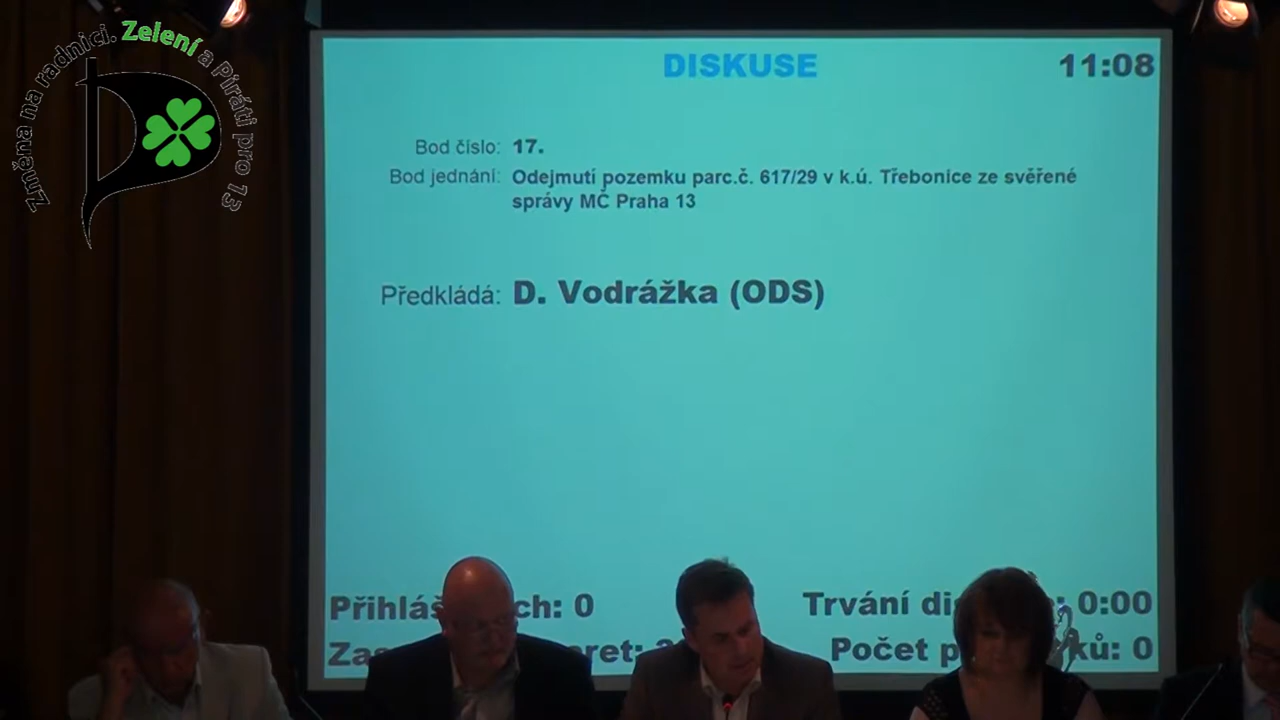 Změna na radnici. Zelení a Piráti pro 13
DISKUSE
11:08
Bod číslo: 17.
Bod jednání: Odejmutí pozemku parc.č. 617/29 v k.ú. Třebonice ze svěřené
správy MČ Praha 13
Předkládá: D. Vodrážka (ODS)
0
Trvání 0:00
Počet 0